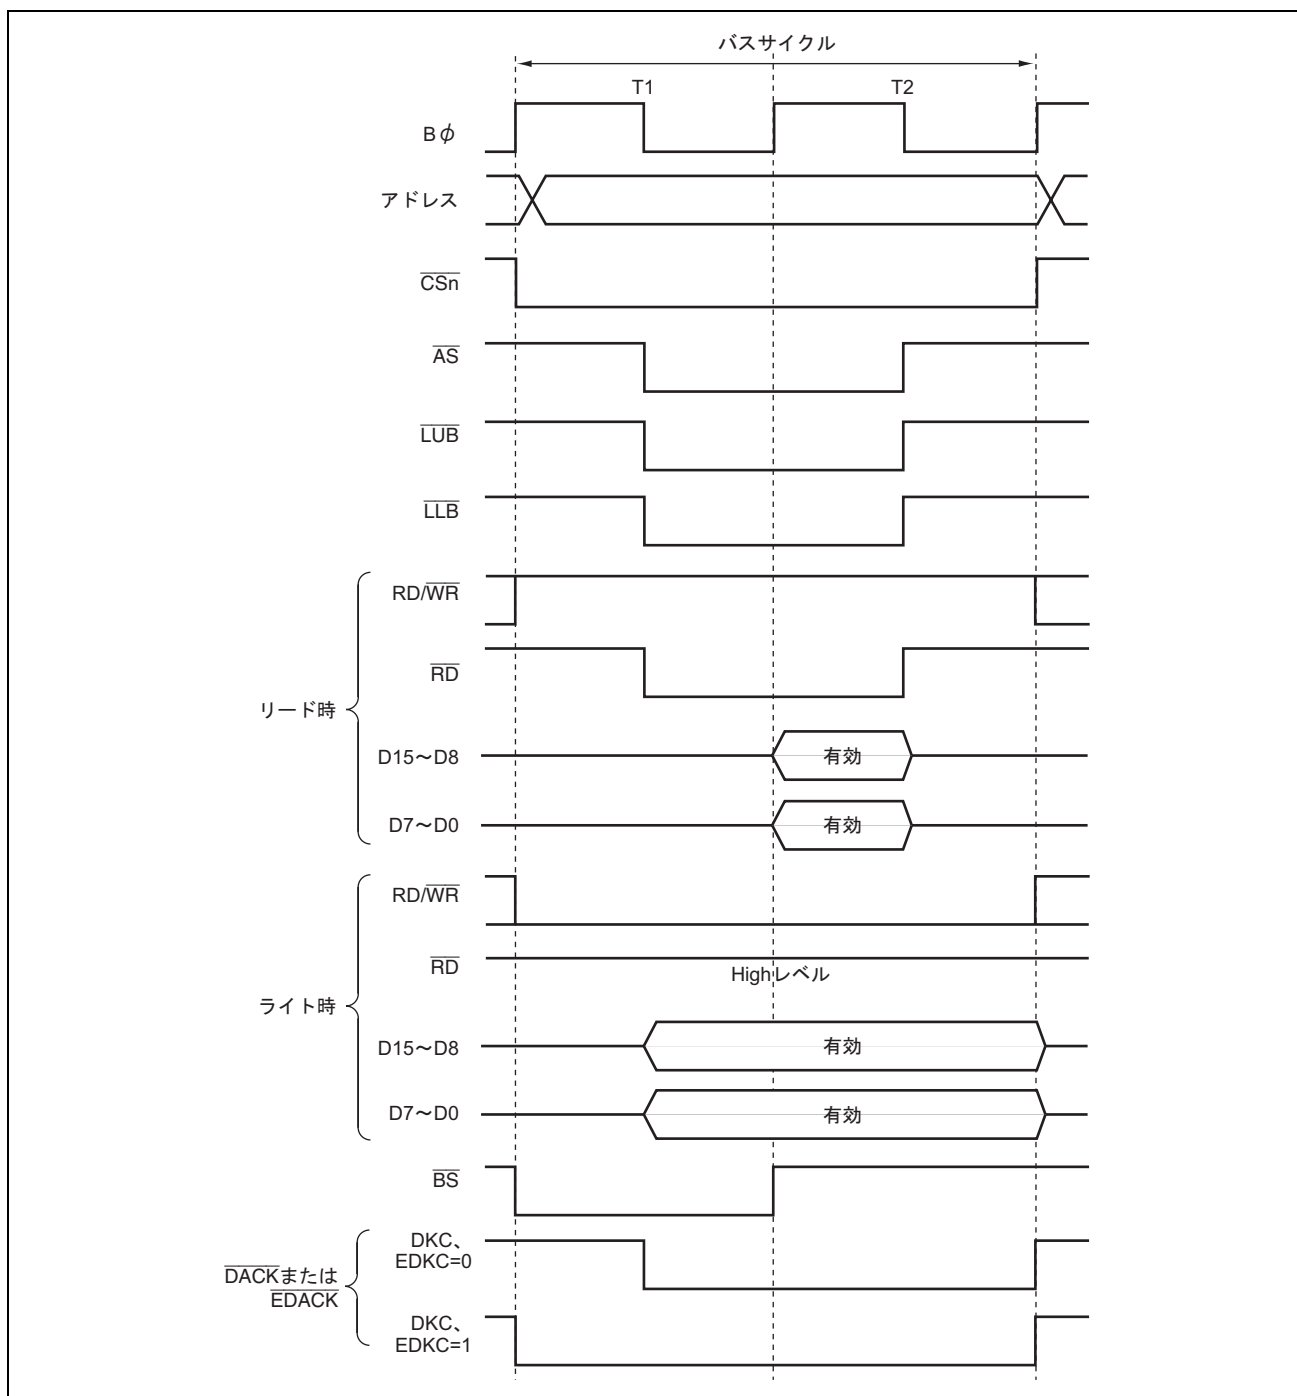 バスサイクル
T1
T2
Bφ
アドレス
CSn
AS
LUB
LLB
リード時
RD/WR
RD
D15～D8
有効
D7～D0
有効
ライト時
RD/WR
RD
Highレベル
D15～D8
有効
D7～D0
有効
BS
DACKまたは
EDACK
DKC、
EDKC=0
DKC、
EDKC=1